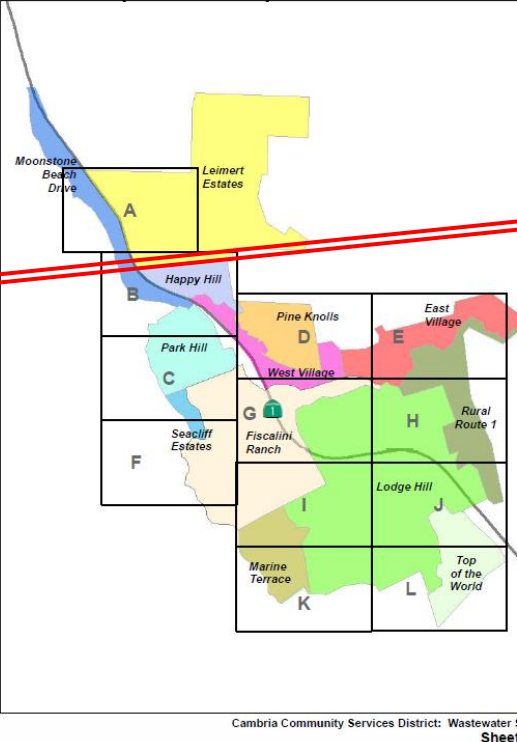 Moonstone
Beach
Drive
Leimert
Estates
A
Happy Hill
B
Pine Knolls
East
Village
D
E
Park Hill
West Village
C
G
1
H
Rural
Route 1
Seacliff
Estates
Fiscalini
Ranch
F
Lodge Hill
I
J
Marine
Terrace
Top
of the
World
K
L
Cambria Community Services District: Wastewater S
Sheet